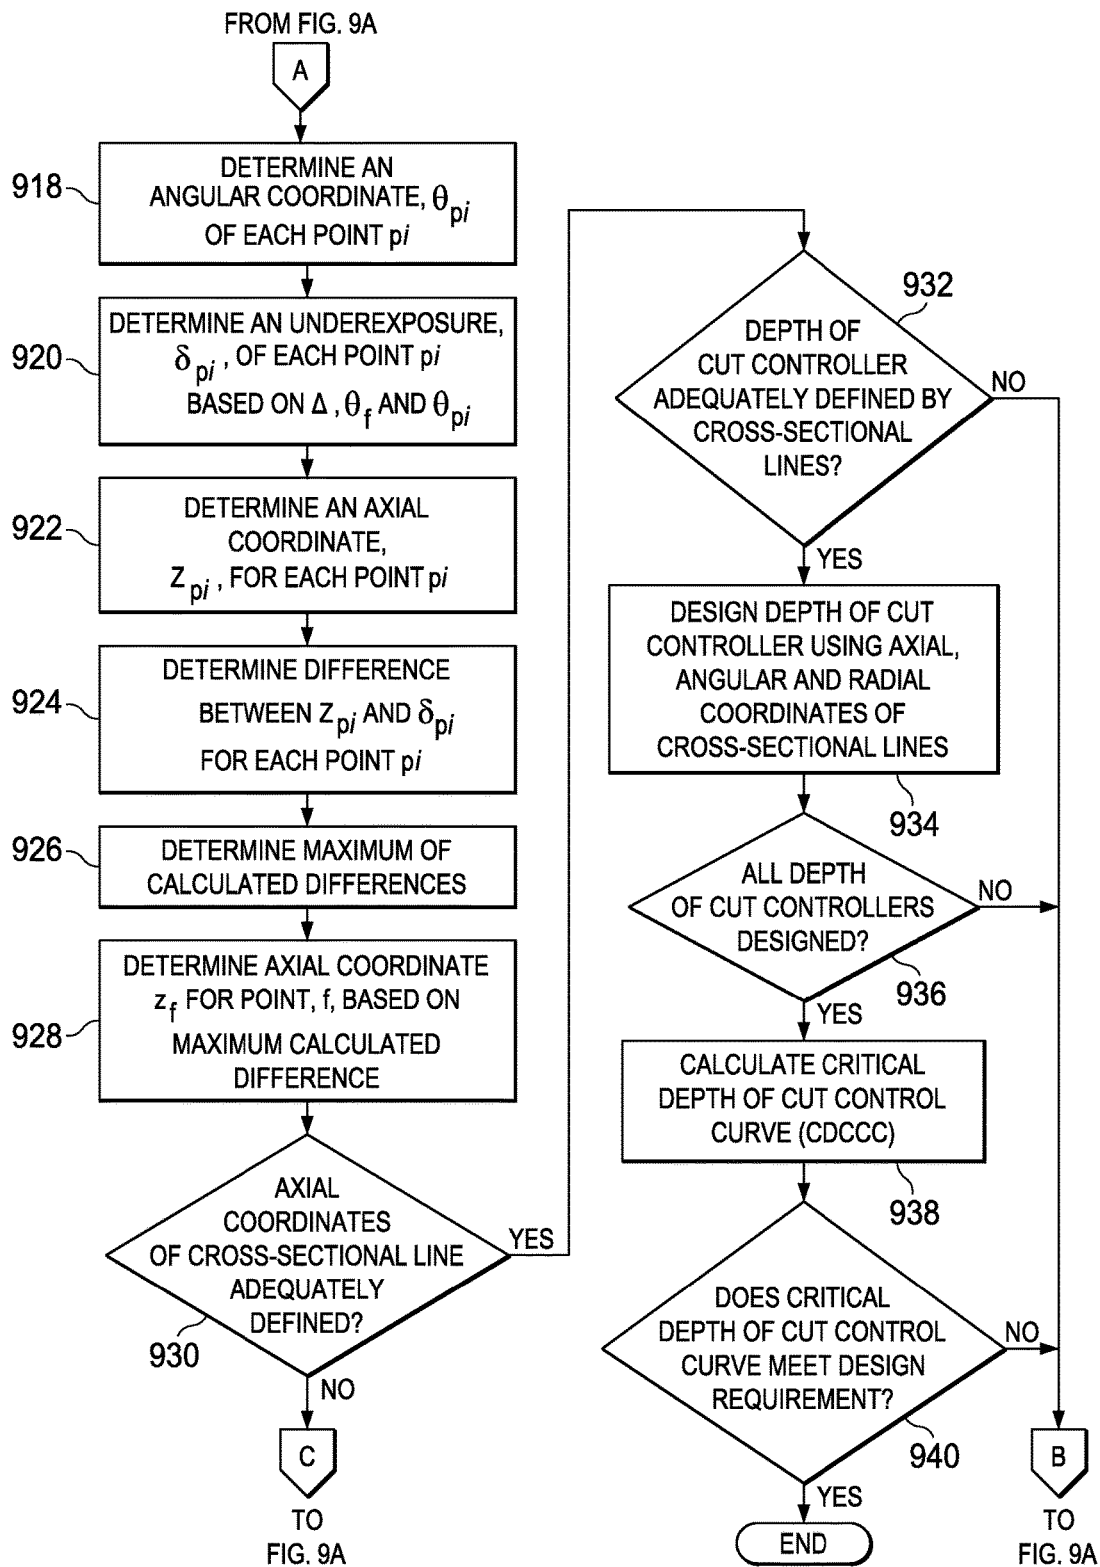 FROM FIG. 9A
A
918
DETERMINE AN
ANGULAR COORDINATE, θpi
OF EACH POINT pi
920
DETERMINE AN UNDEREXPOSURE,
δpi , OF EACH POINT pi
BASED ON Δ , θf AND θpi
922
DETERMINE AN AXIAL
COORDINATE,
Zpi , FOR EACH POINT pi
924
DETERMINE DIFFERENCE
BETWEEN Zpi AND δpi
FOR EACH POINT pi
926
DETERMINE MAXIMUM OF
CALCULATED DIFFERENCES
928
DETERMINE AXIAL COORDINATE
zf FOR POINT, f, BASED ON
MAXIMUM CALCULATED
DIFFERENCE
AXIAL
COORDINATES
OF CROSS-SECTIONAL LINE
ADEQUATELY
DEFINED?
930
YES
NO
C
TO
FIG. 9A
932
DEPTH OF
CUT CONTROLLER
ADEQUATELY DEFINED BY
CROSS-SECTIONAL
LINES?
NO
YES
DESIGN DEPTH OF CUT
CONTROLLER USING AXIAL,
ANGULAR AND RADIAL
COORDINATES OF
CROSS-SECTIONAL LINES
934
ALL DEPTH
OF CUT CONTROLLERS
DESIGNED?
NO
936
YES
CALCULATE CRITICAL
DEPTH OF CUT CONTROL
CURVE (CDCCC)
938
DOES CRITICAL
DEPTH OF CUT CONTROL
CURVE MEET DESIGN
REQUIREMENT?
NO
940
YES
END
B
TO
FIG. 9A